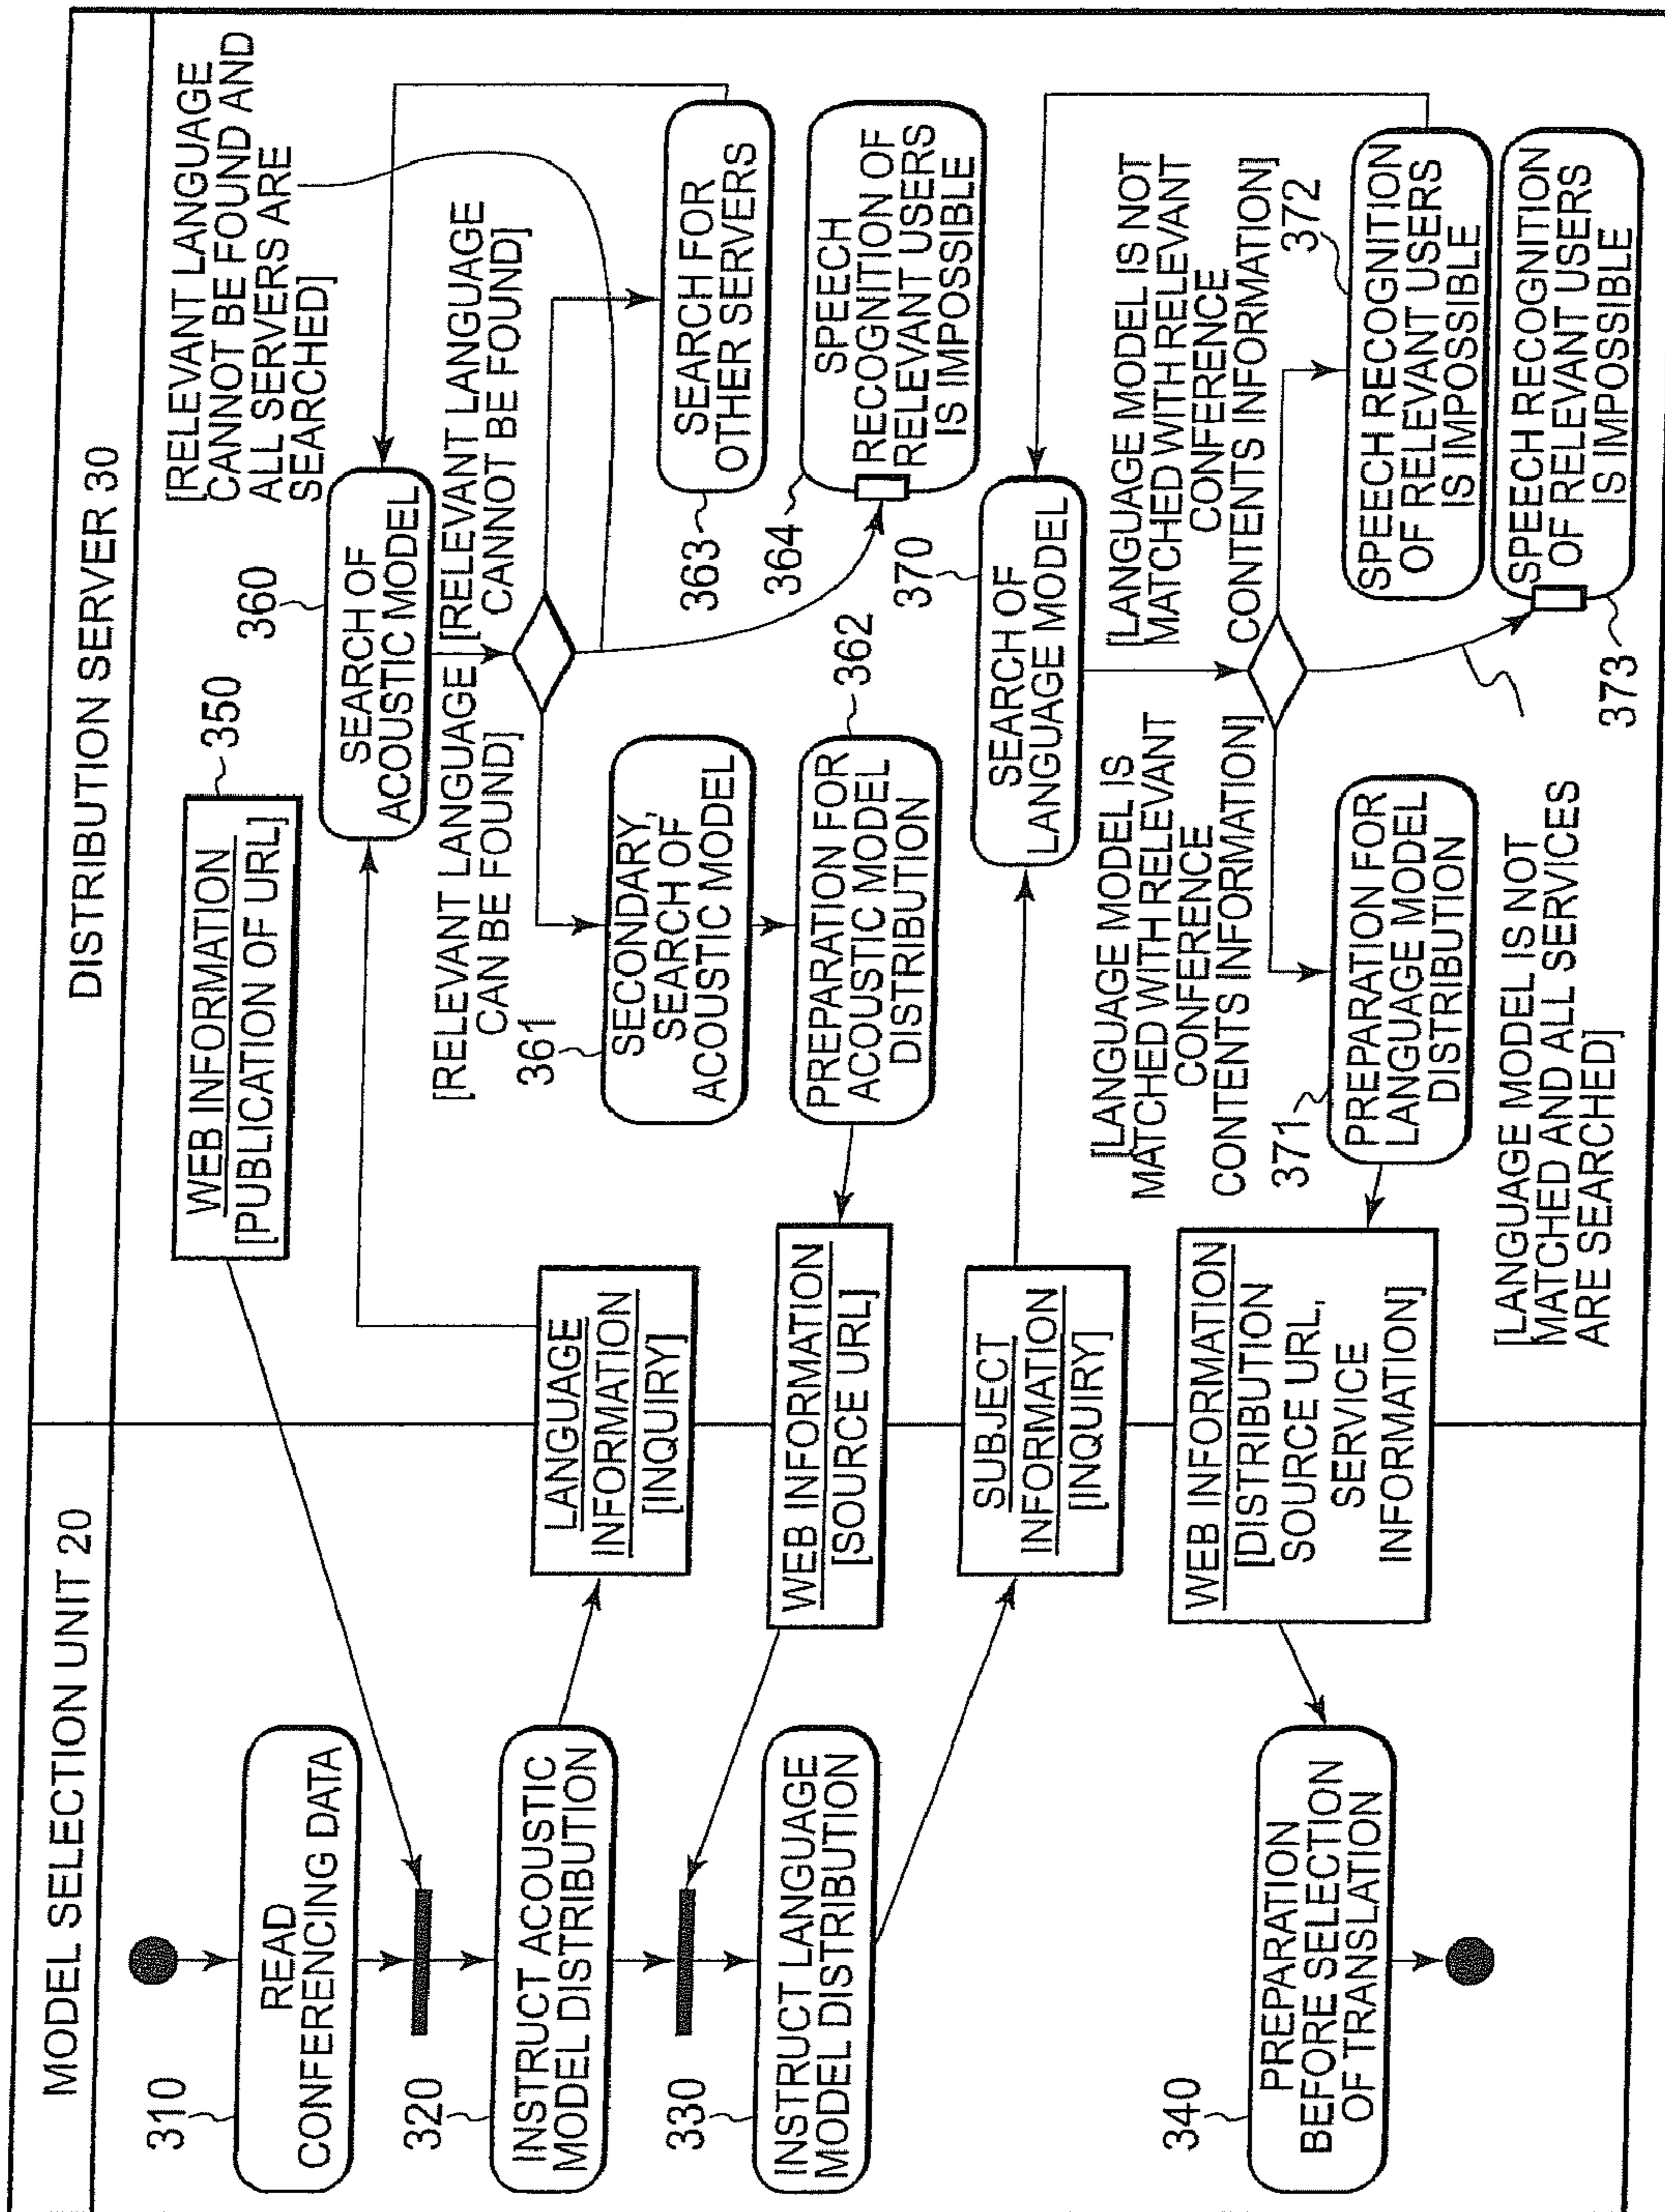 MODEL SELECTION UNIT 20
DISTRIBUTION SERVER 30
310
READ
CONFERENCING DATA
320
INSTRUCT ACOUSTIC
MODEL DISTRIBUTION
330
INSTRUCT LANGUAGE
MODEL DISTRIBUTION
340
PREPARATION
BEFORE SELECTION
OF TRANSLATION
LANGUAGE
INFORMATION
[INQUIRY]
WEB INFORMATION
[SOURCE URL]
SUBJECT
INFORMATION
[INQUIRY]
WEB INFORMATION
[DISTRIBUTION
SOURCE URL,
SERVICE
INFORMATION]
WEB INFORMATION
[PUBLICATION OF URL]
350
360
SEARCH OF
ACOUSTIC MODEL
[RELEVANT LANGUAGE
CANNOT BE FOUND AND
ALL SERVERS ARE
SEARCHED]
[RELEVANT LANGUAGE
CAN BE FOUND]
[RELEVANT LANGUAGE
CANNOT BE FOUND]
361
SECONDARY,
SEARCH OF
ACOUSTIC MODEL
PREPARATION FOR
ACOUSTIC MODEL
DISTRIBUTION
362
363
SEARCH FOR
OTHER SERVERS
364
SPEECH
RECOGNITION OF
RELEVANT USERS
IS IMPOSSIBLE
370
SEARCH OF
LANGUAGE MODEL
[LANGUAGE MODEL IS
MATCHED WITH RELEVANT
CONFERENCE
CONTENTS INFORMATION]
[LANGUAGE MODEL IS NOT
MATCHED WITH RELEVANT
CONFERENCE
CONTENTS INFORMATION]
371
PREPARATION FOR
LANGUAGE MODEL
DISTRIBUTION
372
SPEECH RECOGNITION
OF RELEVANT USERS
IS IMPOSSIBLE
[LANGUAGE MODEL IS NOT
MATCHED AND ALL SERVICES
ARE SEARCHED]
373
SPEECH RECOGNITION
OF RELEVANT USERS
IS IMPOSSIBLE